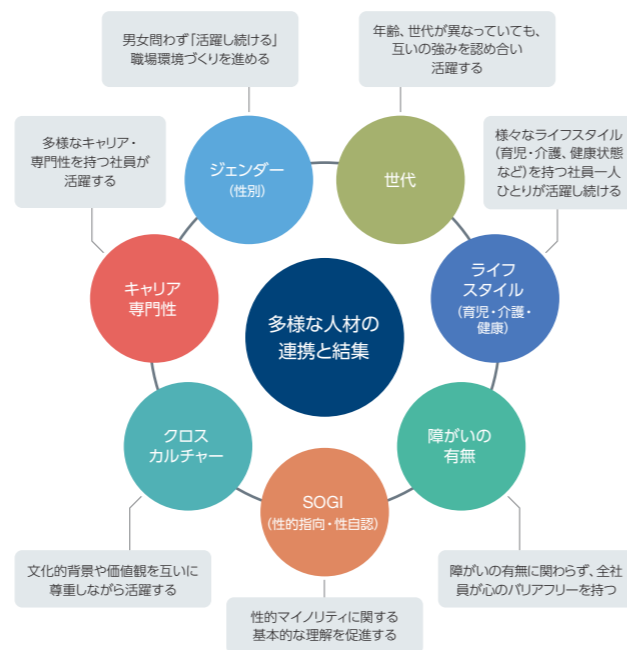 男女問わず「活躍し続ける」
職場環境づくりを進める
年齢、世代が異なっていても、
互いの強みを認め合い
活躍する
多様なキャリア・
専門性を持つ社員が
活躍する
様々なライフスタイル
(育児・介護、健康状態
など)を持つ社員一人
ひとりが活躍し続ける
ジェンダー
(性別)
世代
キャリア
専門性
ライフ
スタイル
(育児・介護・
健康)
多様な人材の
連携と結集
クロス
カルチャー
障がいの
有無
SOGI
(性的指向・性自認)
文化的背景や価値観を互いに
尊重しながら活躍する
障がいの有無に関わらず、全社
員が心のバリアフリーを持つ
性的マイノリティに関する
基本的な理解を促進する